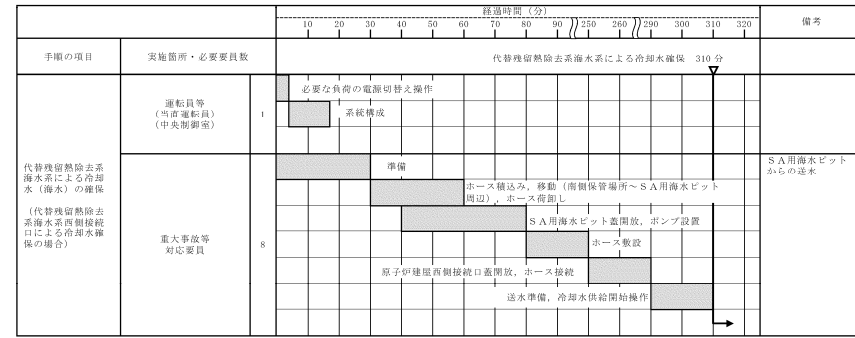 経過時間（分）
備考
10 20 30 40 50 60 70 80 90 250 260 290 300 310 320
手順の項目
実施箇所・必要要員数
代替残留熱除去系海水系による冷却水確保 310 分
代替残留熱除去系
海水系による冷却
水（海水）の確保
（代替残留熱除去
系海水系西側接続
口による冷却水確
保の場合）
運転員等
（当直運転員）
（中央制御室）
1
必要な負荷の電源切替え操作
系統構成
重大事故等
対応要員
8
準備
ホース積込み，移動（南側保管場所～ＳＡ用海水ピット
周辺），ホース荷卸し
ＳＡ用海水ピット蓋開放，ポンプ設置
ホース敷設
原子炉建屋西側接続口蓋開放，ホース接続
送水準備，冷却水供給開始操作
ＳＡ用海水ピット
からの送水